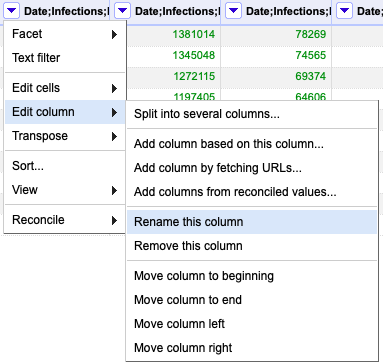 Date;Infections;I Date;Infections;I Date;Infections;I Date;I
Facet 1381014 78269
Text filter 1345048 74565
1272115 69374
Edit cells 1197405 64606
Edit column
Split into several columns...
Transpose
Add column based on this column...
Sort...
Add column by fetching URLs...
View
Add columns from reconciled values...
Reconcile
Rename this column
Remove this column
Move column to beginning
Move column to end
Move column left
Move column right